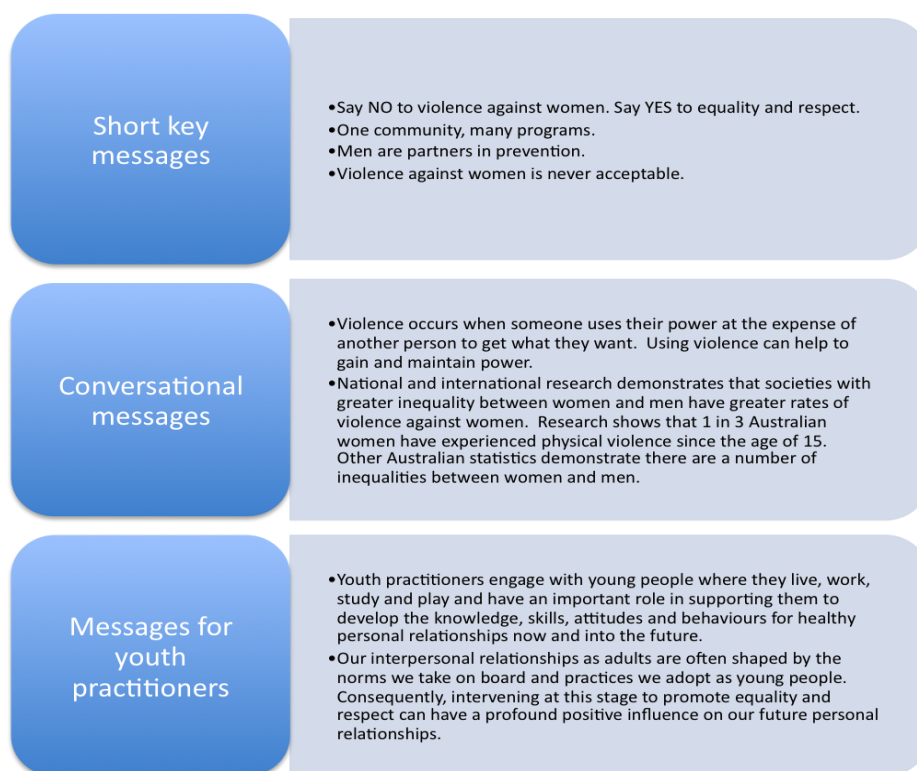 Short key
messages
•Say NO to violence against women. Say YES to equality and respect.
•One community, many programs.
•Men are partners in prevention.
•Violence against women is never acceptable.
Conversational
messages
•Violence occurs when someone uses their power at the expense of
another person to get what they want.  Using violence can help to
gain and maintain power.
•National and international research demonstrates that societies with
greater inequality between women and men have greater rates of
violence against women.  Research shows that 1 in 3 Australian
women have experienced physical violence since the age of 15.
Other Australian statistics demonstrate there are a number of
inequalities between women and men.
Messages for
youth
practitioners
•Youth practitioners engage with young people where they live, work,
study and play and have an important role in supporting them to
develop the knowledge, skills, attitudes and behaviours for healthy
personal relationships now and into the future.
•Our interpersonal relationships as adults are often shaped by the
norms we take on board and practices we adopt as young people.
Consequently, intervening at this stage to promote equality and
respect can have a profound positive influence on our future personal
relationships.